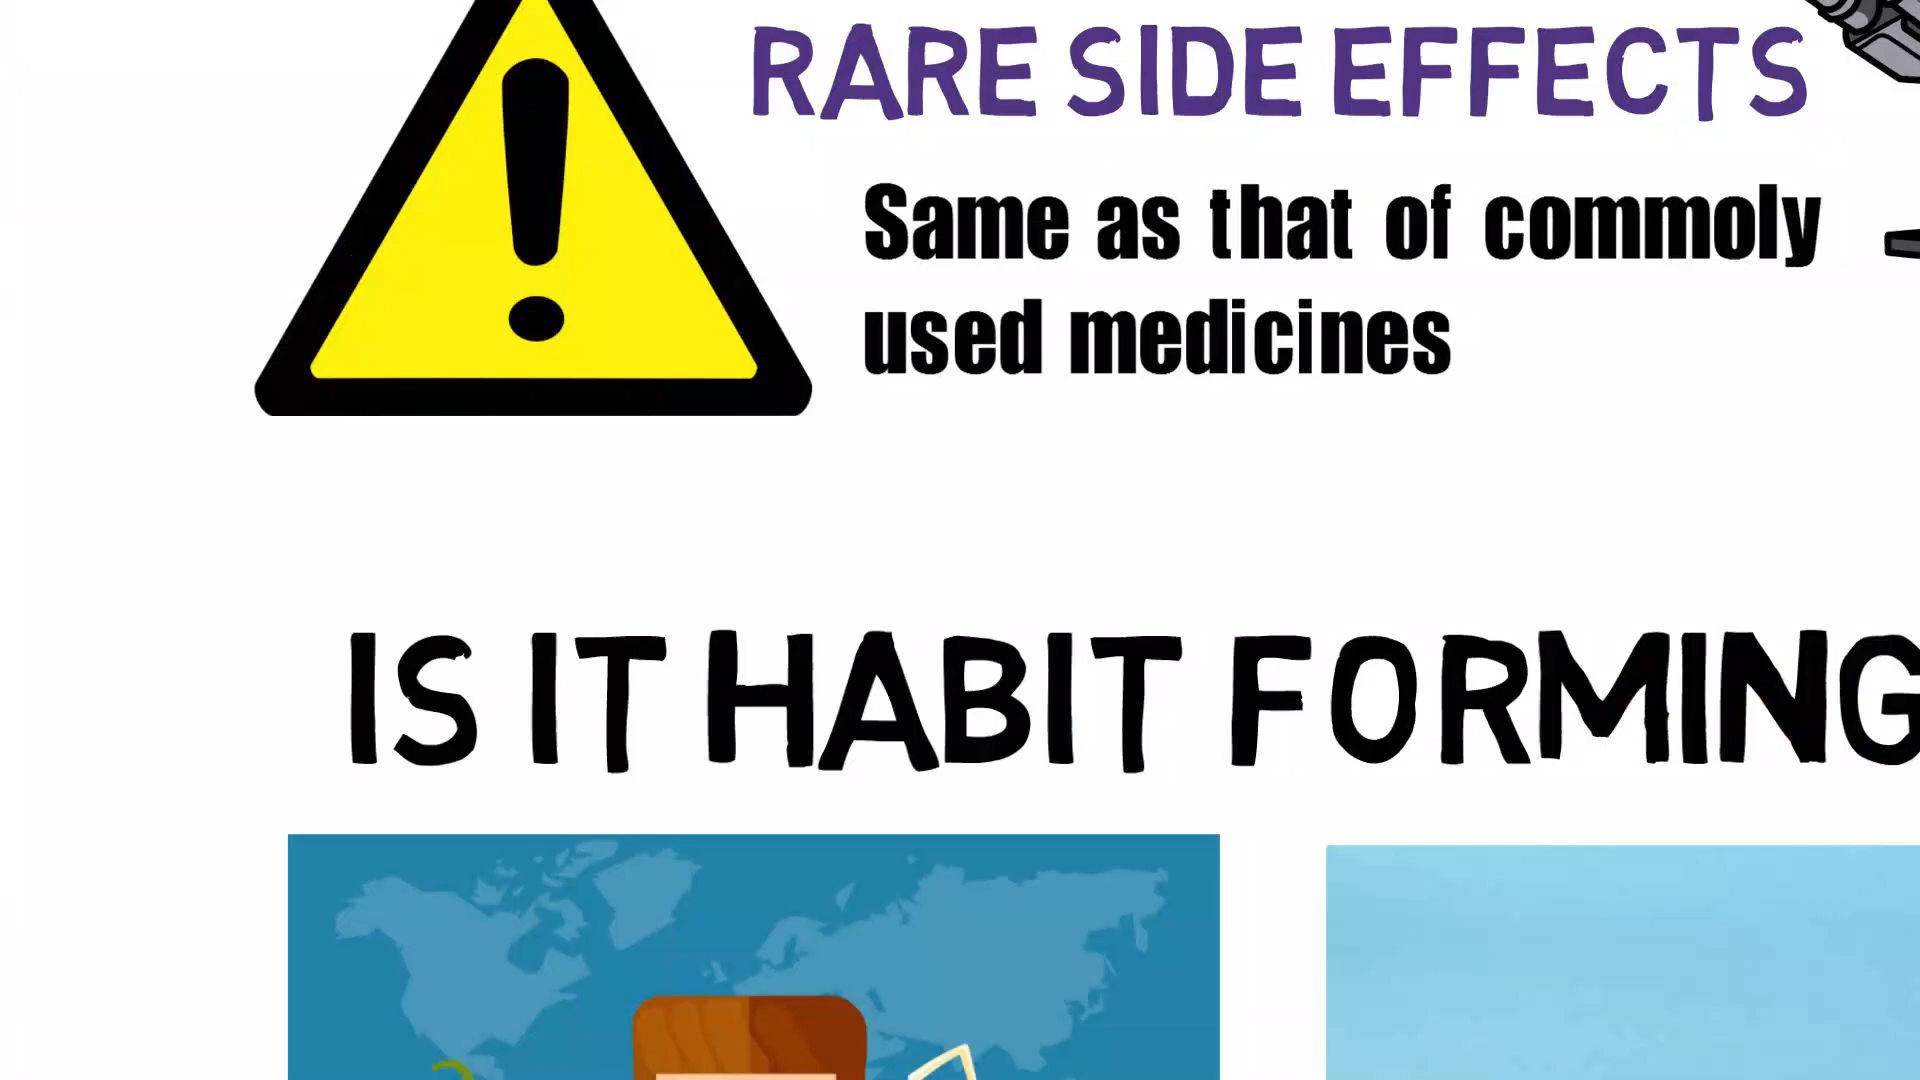 RARE SIDE EFFECTS
Same as that of commoly
used medicines
IS IT HABIT FORMING